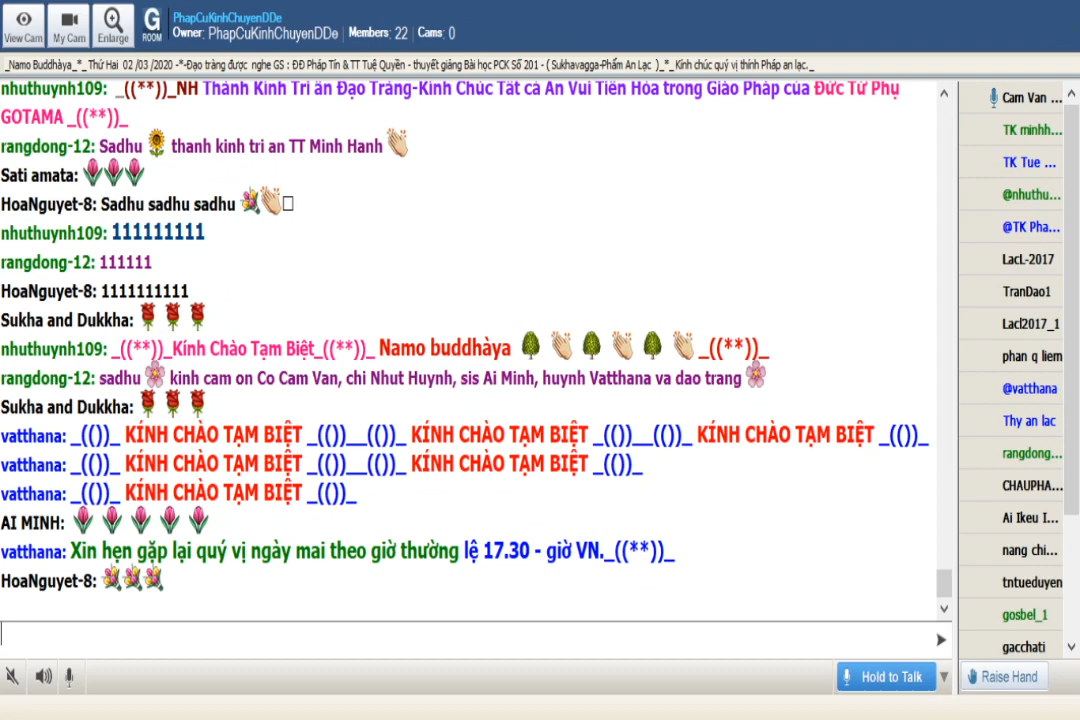 View Cam
My Cam
Enlarge
G
ROOM
PhapCuKinhChuyenDDe
Owner: PhapCuKinhChuyenDDe | Members: 22 | Cams: 0
_Namo Buddhàya_*_ Thứ Hai 02 /03 /2020 -*-Đạo tràng được nghe GS : ĐĐ Pháp Tín & TT Tuệ Quyền - thuyết giảng Bài học PCK Số 201 - ( Sukhavagga-Phẩm An Lạc )_*_ Kính chúc quý vị thính Pháp an lạc._
nhuthuynh109: _((**))_NH Thành Kính Tri ân Đạo Tràng-Kính Chúc Tất cả An Vui Tiến Hóa trong Giáo Pháp của Đức Từ Phụ
GOTAMA _((**))_
rangdong-12: Sadhu thanh kinh tri an TT Minh Hanh
Sati amata:
HoaNguyet-8: Sadhu sadhu sadhu
nhuthuynh109: 111111111
rangdong-12: 111111
HoaNguyet-8: 1111111111
Sukha and Dukkha:
nhuthuynh109: _((**))_Kính Chào Tạm Biệt_((**))_ Namo buddhàya _((**))_
rangdong-12: sadhu kinh cam on Co Cam Van, chi Nhut Huynh, sis Ai Minh, huynh Vatthana va dao trang
Sukha and Dukkha:
vatthana: _(())_ KÍNH CHÀO TẠM BIỆT _(())__(())_ KÍNH CHÀO TẠM BIỆT _(())__(())_ KÍNH CHÀO TẠM BIỆT _(())_
vatthana: _(())_ KÍNH CHÀO TẠM BIỆT _(())__(())_ KÍNH CHÀO TẠM BIỆT _(())_
vatthana: _(())_ KÍNH CHÀO TẠM BIỆT _(())_
AI MINH:
vatthana: Xin hẹn gặp lại quý vị ngày mai theo giờ thường lệ 17.30 - giờ VN._((**))_
HoaNguyet-8:
Cam Van ...
TK minhh...
TK Tue ...
@nhuthu...
@TK Pha...
LacL-2017
TranDao1
Lacl2017_1
phan q liem
@vatthana
Thy an lac
rangdong...
CHAUPHA...
Ai Ikeu I...
nang chi...
tntueduyen
gosbel_1
gacchati
Hold to Talk
Raise Hand